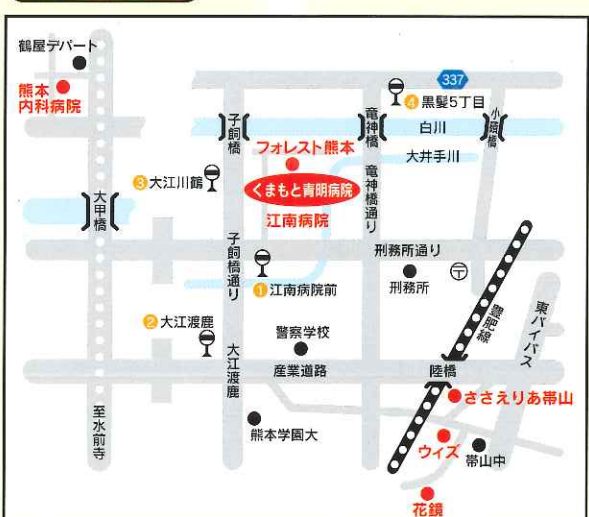 鶴屋デパート
熊本
内科病院
337
④黒髪5丁目
子飼橋
竜神橋
小磧橋
白川
大井手川
フォレスト熊本
くまもと青明病院
江南病院
③大江川鶴
大甲橋
竜神橋通り
子飼橋通り
刑務所通り
刑務所
〒
①江南病院前
②大江渡鹿
豊肥線
東バイパス
警察学校
産業道路
大江渡鹿
陸橋
至水前寺
熊本学園大
ささえりあ帯山
ウィズ
帯山中
花鏡